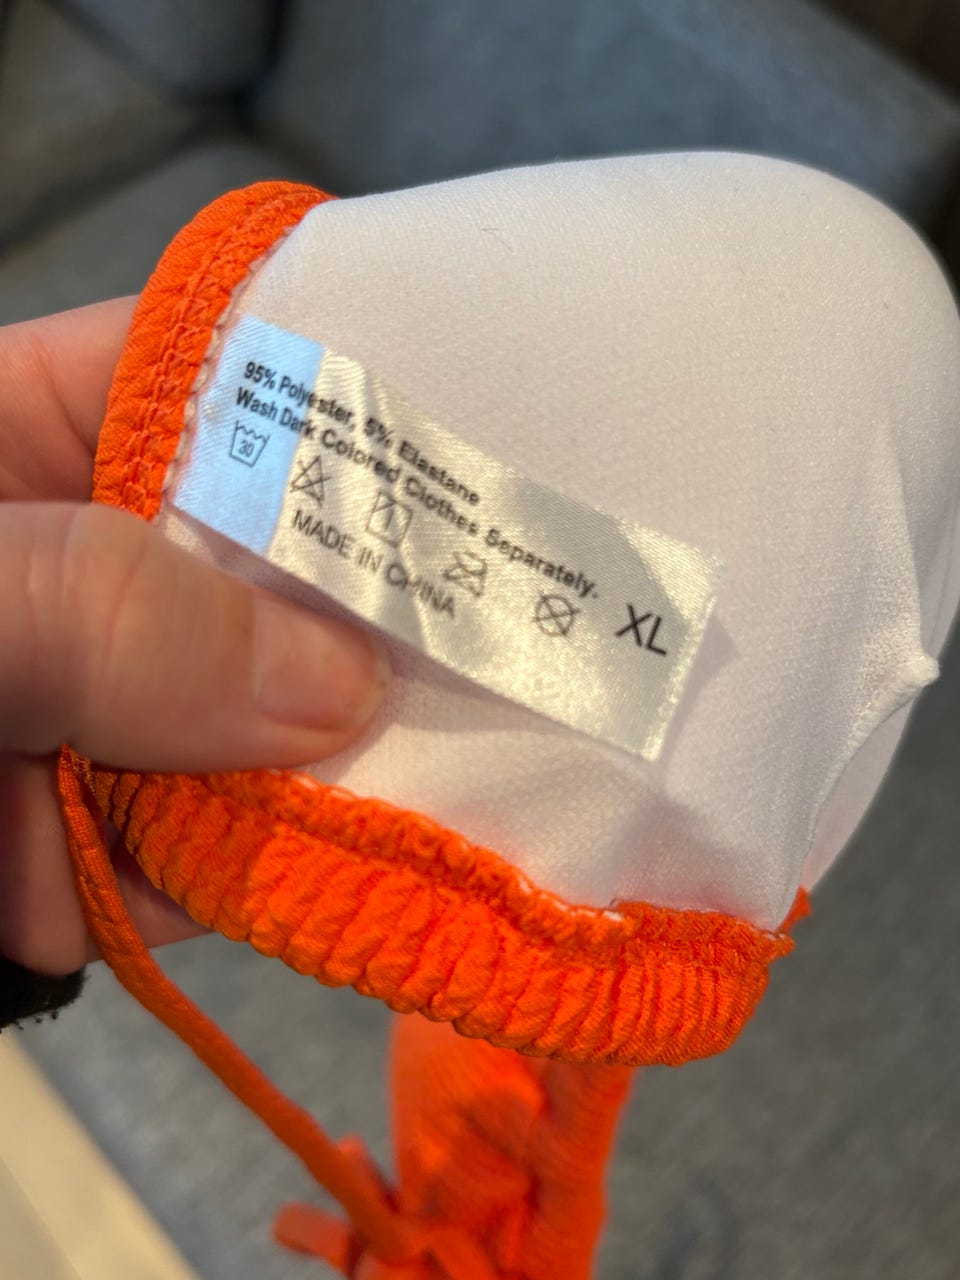 95% Polyester, 5% Elastane
Wash Dark Colored Clothes Separately.
30
MADE IN CHINA
XL